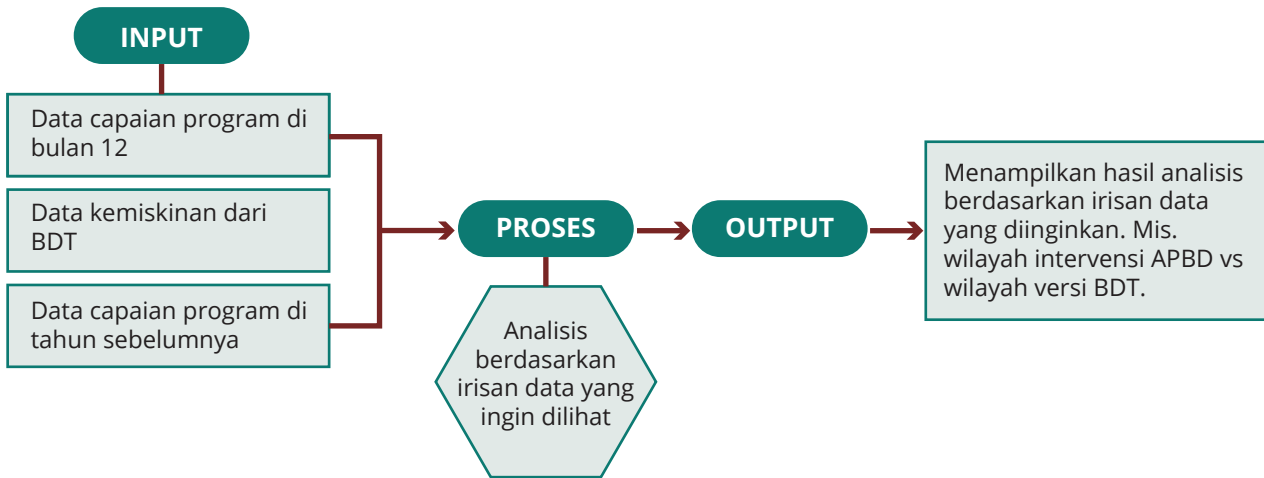 INPUT
Data capaian program di
bulan 12
Data kemiskinan dari
BDT
Data capaian program di
tahun sebelumnya
PROSES
Analisis
berdasarkan
irisan data yang
ingin dilihat
OUTPUT
Menampilkan hasil analisis
berdasarkan irisan data
yang diinginkan. Mis.
wilayah intervensi APBD vs
wilayah versi BDT.